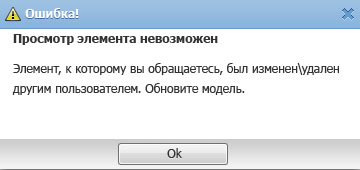 Ошибка!
Просмотр элемента невозможен
Элемент, к которому вы обращаетесь, был изменен\удален
другим пользователем. Обновите модель.
Ok